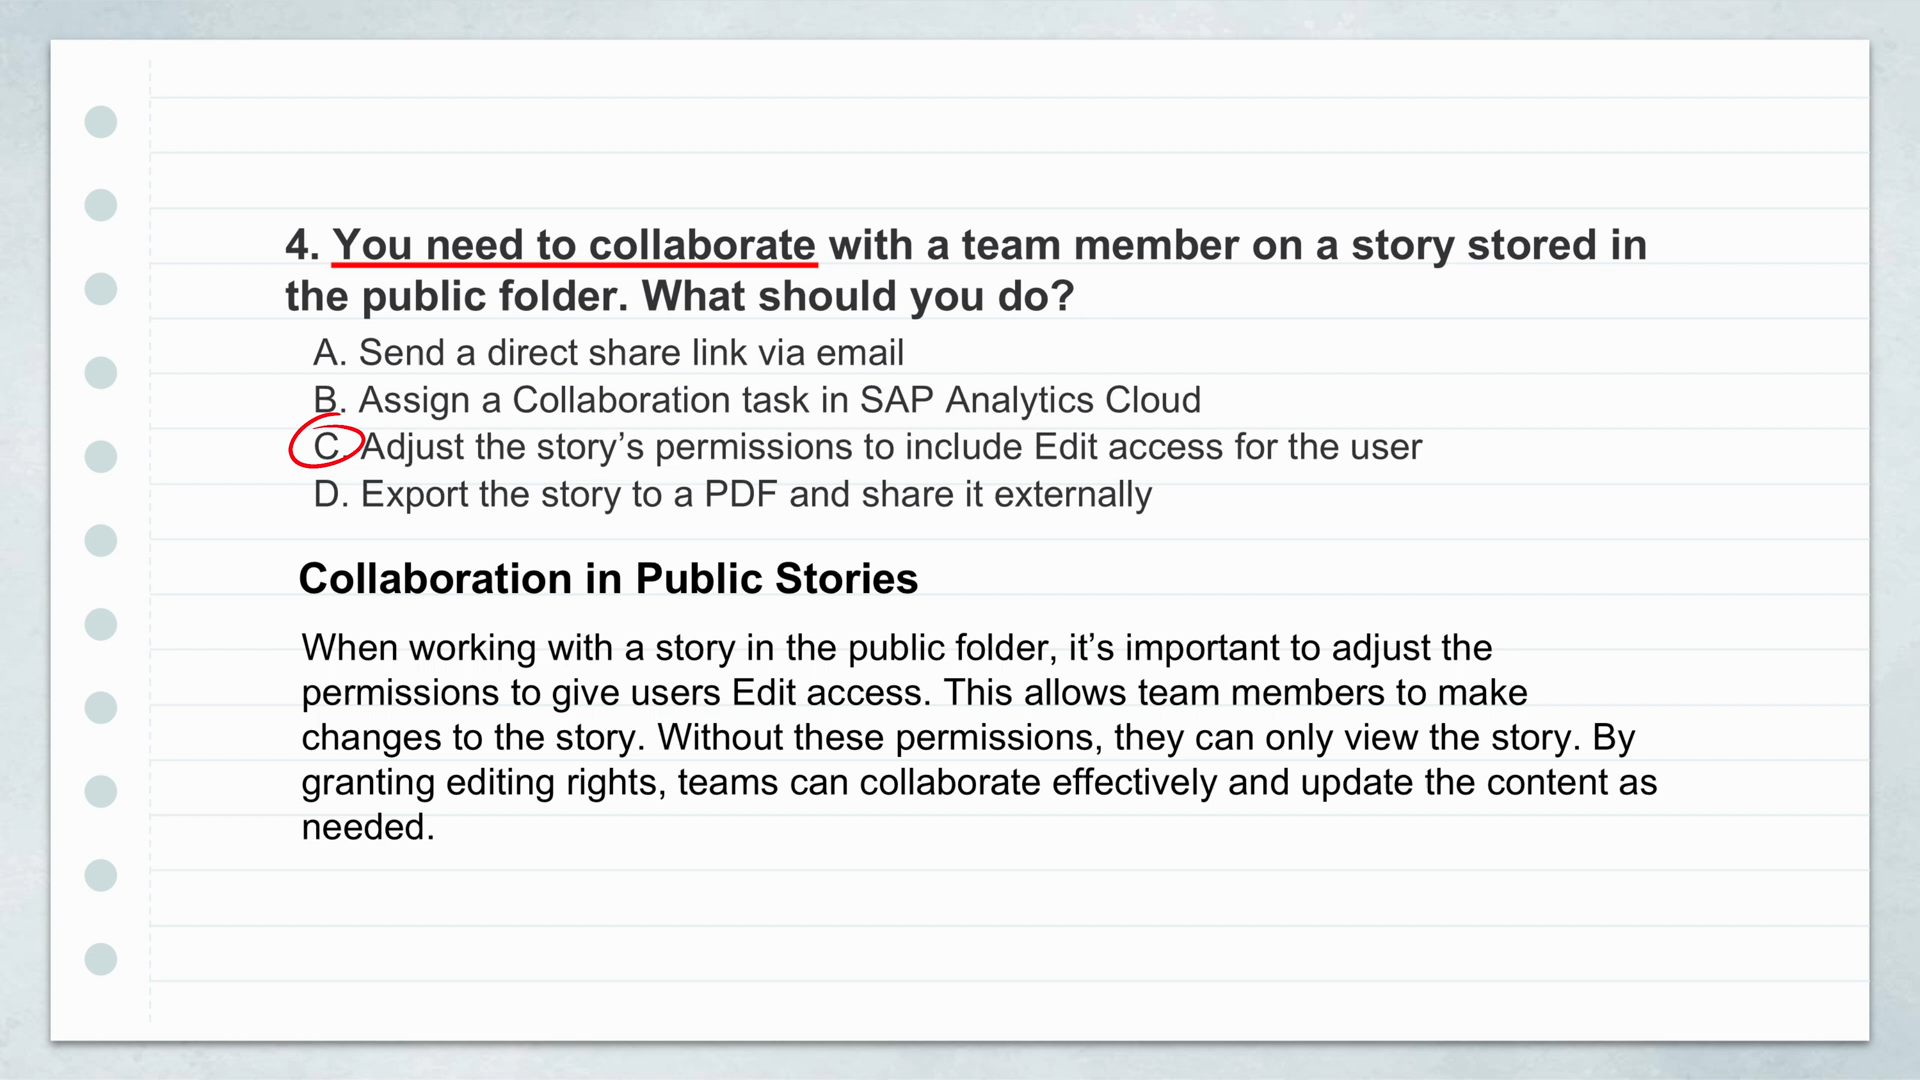 4. You need to collaborate with a team member on a story stored in
the public folder. What should you do?
A. Send a direct share link via email
B. Assign a Collaboration task in SAP Analytics Cloud
C. Adjust the story’s permissions to include Edit access for the user
D. Export the story to a PDF and share it externally
Collaboration in Public Stories
When working with a story in the public folder, it’s important to adjust the
permissions to give users Edit access. This allows team members to make
changes to the story. Without these permissions, they can only view the story. By
granting editing rights, teams can collaborate effectively and update the content as
needed.